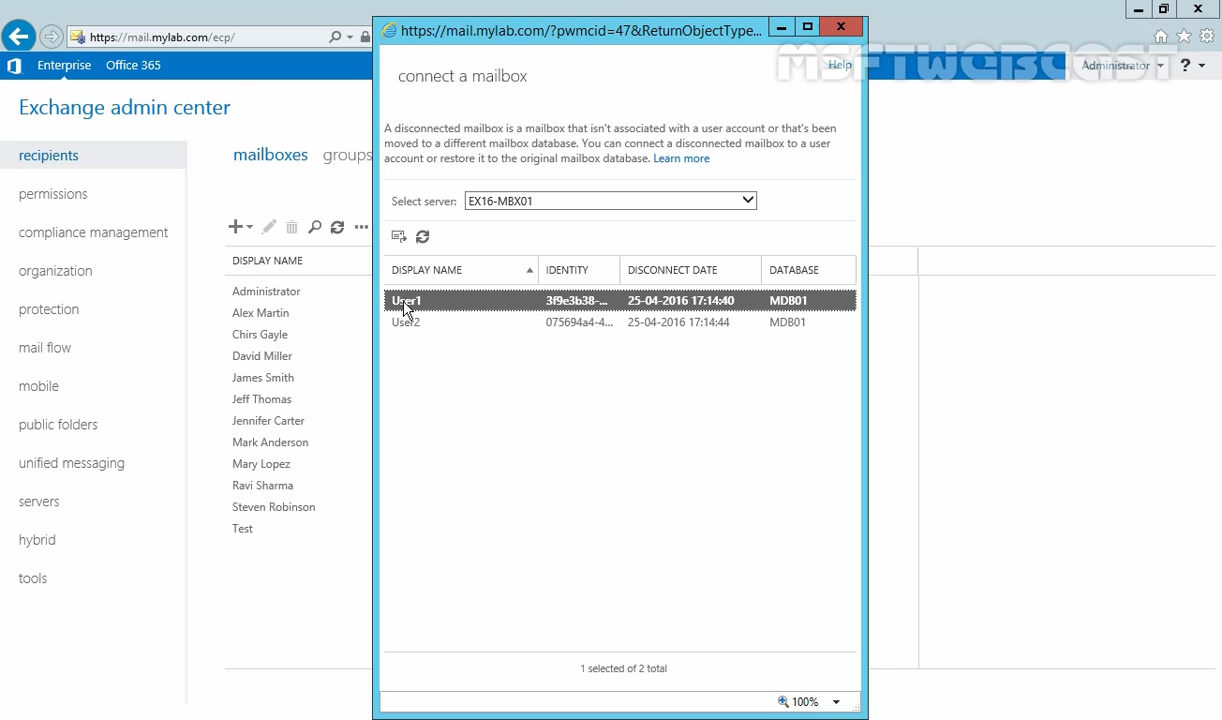 https://mail.mylab.com/ecp/
https://mail.mylab.com/?pwmcid=47&ReturnObjectType...
Enterprise
Office 365
Administrator
?
MSFTWEBCAST
Exchange admin center
recipients
permissions
compliance management
organization
protection
mail flow
mobile
public folders
unified messaging
servers
hybrid
tools
mailboxes
groups
DISPLAY NAME
Administrator
Alex Martin
Chirs Gayle
David Miller
James Smith
Jeff Thomas
Jennifer Carter
Mark Anderson
Mary Lopez
Ravi Sharma
Steven Robinson
Test
Help
connect a mailbox
A disconnected mailbox is a mailbox that isn't associated with a user account or that's been
moved to a different mailbox database. You can connect a disconnected mailbox to a user
account or restore it to the original mailbox database. Learn more
Select server: EX16-MBX01
DISPLAY NAME IDENTITY DISCONNECT DATE DATABASE
User1 3f9e3b38-... 25-04-2016 17:14:40 MDB01
User2 075694a4-4... 25-04-2016 17:14:44 MDB01
1 selected of 2 total
100%